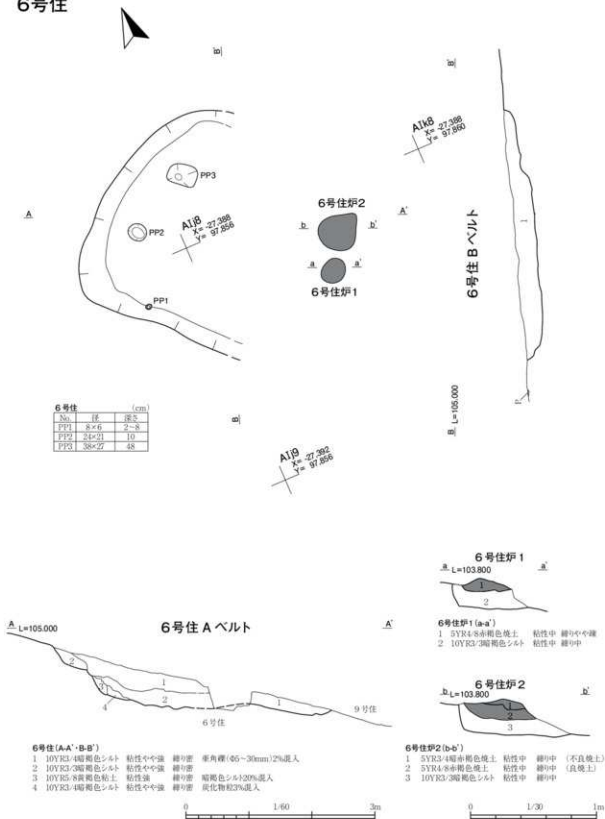 6号住
B'
B'
AIk8
X= -27,388
Y= 97,860
PP3
6号住炉2
A
AIj8
X= -27,388
Y= 97,856
b
b'
A'
PP2
a
a'
6号住炉1
6号住 B ベルト
1
PP1
6号住
(cm)
No. 径 深さ
PP1 8×6 2~8
PP2 24×21 10
PP3 38×27 48
B
B L=105.000
AIj9
X= -27,392
Y= 97,856
6号住炉1
a L=103.800
a'
1
2
6号住炉1 (a-a')
1 5YR4/8赤褐色焼土 粘性中 締りやや疎
2 10YR3/3暗褐色シルト 粘性中 締り中
A L=105.000
6号住 A ベルト
A'
2
1
3
4
2
1
6号住
9号住
6号住炉2
b L=103.800
b'
1
2
3
6号住(A-A'・B-B')
1 10YR3/4暗褐色シルト 粘性やや強 締り密 亜角礫(Φ5~30mm)2%混入
2 10YR3/3暗褐色シルト 粘性やや強 締り密
3 10YR5/8黄褐色粘土 粘性強 締り密 暗褐色シルト20%混入
4 10YR3/4暗褐色シルト 粘性やや強 締り密 炭化物粒3%混入
6号住炉2 (b-b')
1 5YR3/4暗赤褐色焼土 粘性中 締り中 (不良焼土)
2 5YR4/8赤褐色焼土 粘性中 締り中 (良焼土)
3 10YR3/3暗褐色シルト 粘性中 締り中
0 1/60 3m
0 1/30 1m